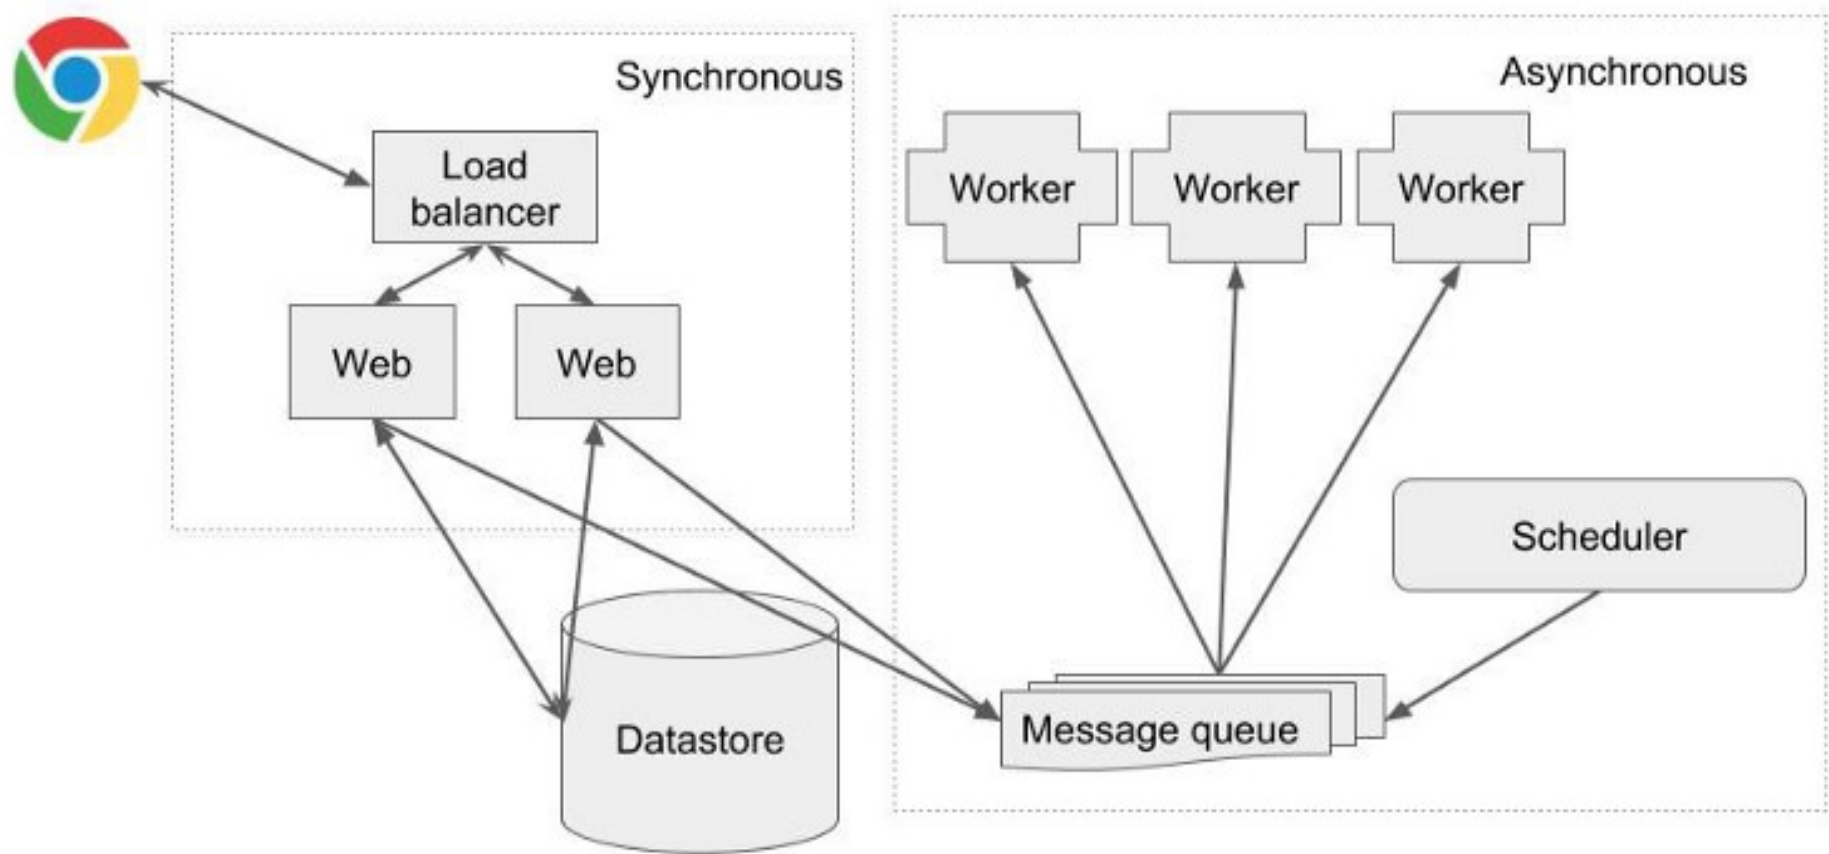 Synchronous
Load
balancer
Web
Web
Datastore
Asynchronous
Worker
Worker
Worker
Scheduler
Message queue